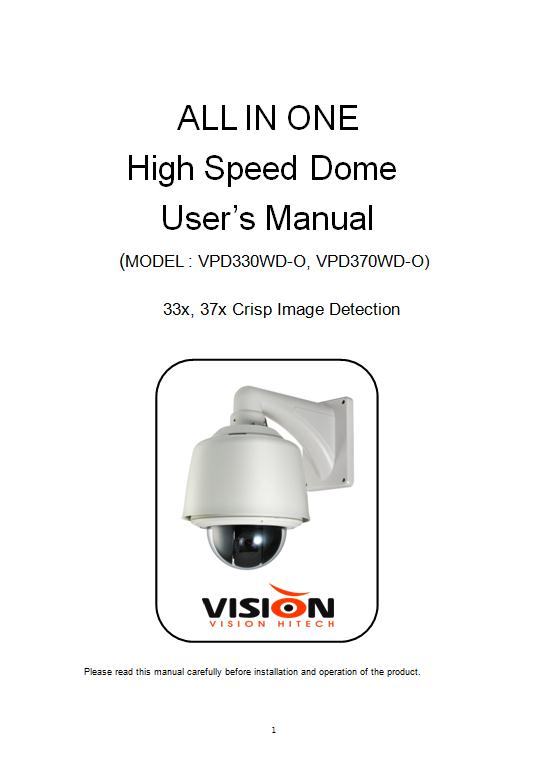 ALL IN ONE
High Speed Dome
User's Manual
(MODEL : VPD330WD-O, VPD370WD-O)
33x, 37x Crisp Image Detection
VISION
VISION HITECH
Please read this manual carefully before installation and operation of the product.
1